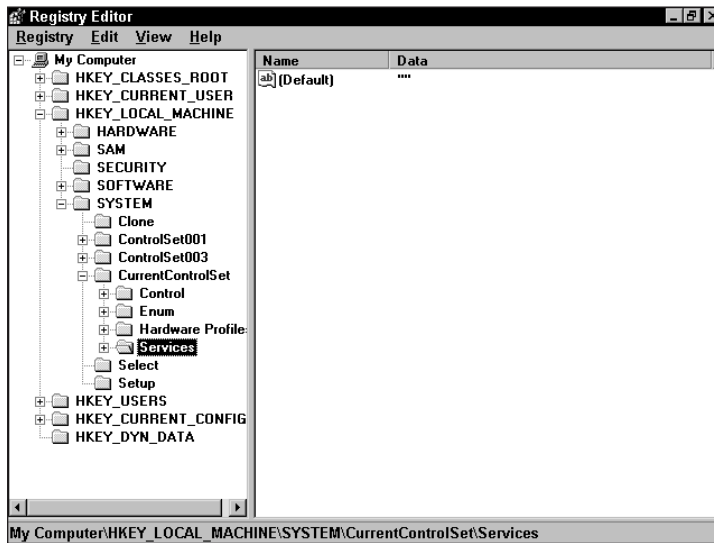 Registry Editor
Registry Edit View Help
My Computer
HKEY_CLASSES_ROOT
HKEY_CURRENT_USER
HKEY_LOCAL_MACHINE
HARDWARE
SAM
SECURITY
SOFTWARE
SYSTEM
Clone
ControlSet001
ControlSet003
CurrentControlSet
Control
Enum
Hardware Profile
Services
Select
Setup
HKEY_USERS
HKEY_CURRENT_CONFIG
HKEY_DYN_DATA
Name Data
ab (Default) ""
My Computer\HKEY_LOCAL_MACHINE\SYSTEM\CurrentControlSet\Services